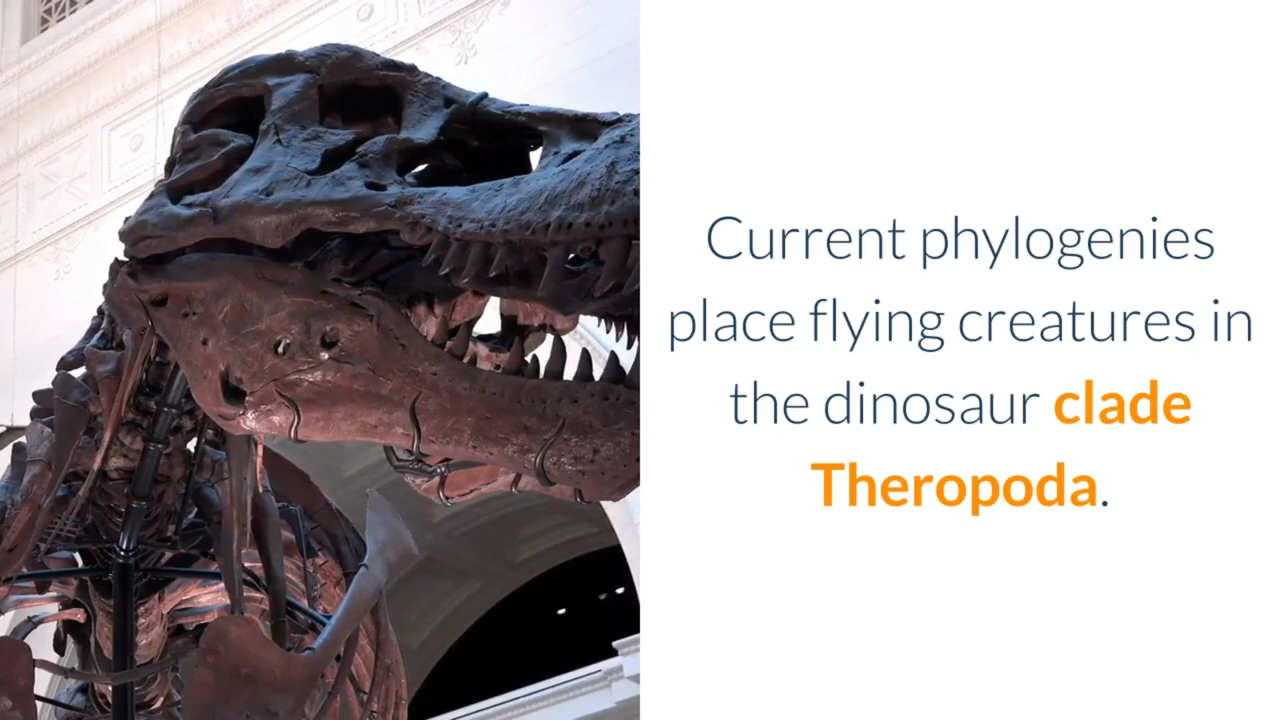 Current phylogenies
place flying creatures in
the dinosaur clade
Theropoda.